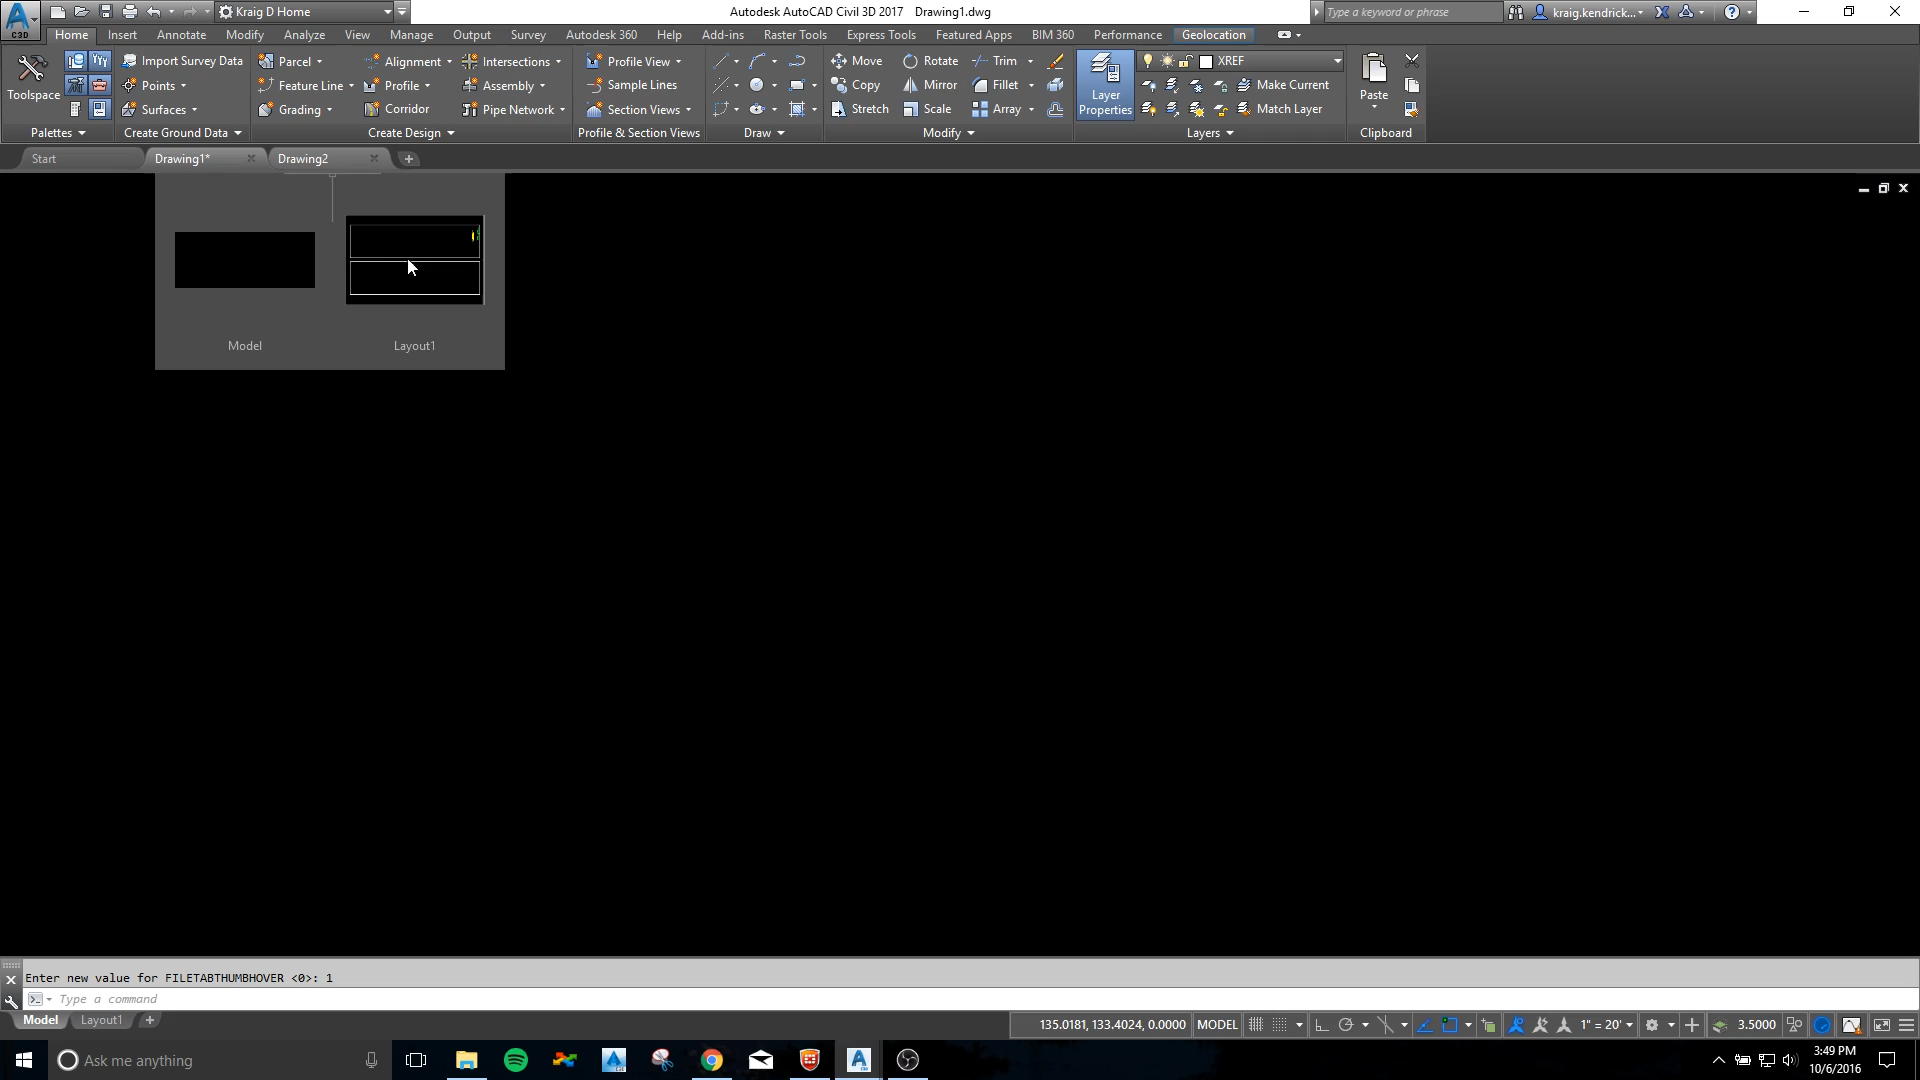 Kraig D Home
Autodesk AutoCAD Civil 3D 2017 Drawing1.dwg
Type a keyword or phrase
kraig.kendrick...
C3D
Home Insert Annotate Modify Analyze View Manage Output Survey Autodesk 360 Help Add-ins Raster Tools Express Tools Featured Apps BIM 360 Performance Geolocation
Import Survey Data Parcel Alignment Intersections Profile View Move Rotate Trim XREF
Toolspace Points Feature Line Profile Assembly Sample Lines Copy Mirror Fillet Layer Properties Make Current Paste
Surfaces Grading Corridor Pipe Network Section Views Stretch Scale Array Match Layer
Palettes Create Ground Data Create Design Profile & Section Views Draw Modify Layers Clipboard
Start Drawing1* Drawing2
Model Layout1
Enter new value for FILETABTHUMBHOVER <0>: 1
Type a command
Model Layout1
135.0181, 133.4024, 0.0000 MODEL 1" = 20' 3.5000
Ask me anything
3:49 PM
10/6/2016